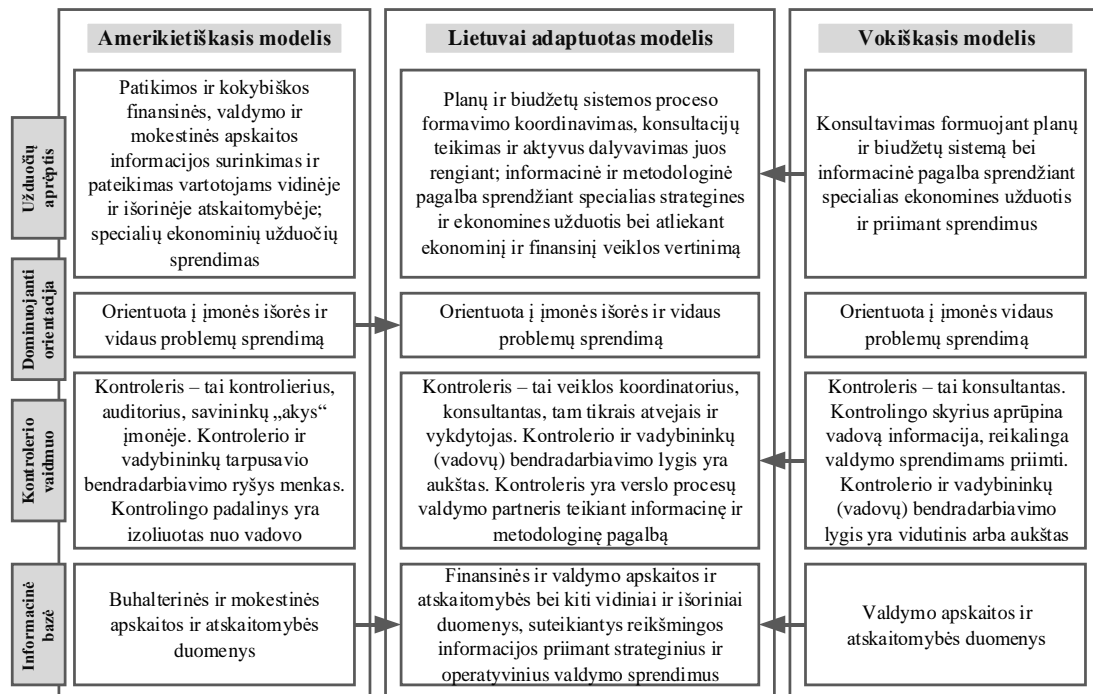 Amerikietiškasis modelis
Lietuvai adaptuotas modelis
Vokiškasis modelis
Užduočių
aprėptis
Patikimos ir kokybiškos
finansinės, valdymo ir
mokestinės apskaitos
informacijos surinkimas ir
pateikimas vartotojams vidinėje
ir išorinėje atskaitomybėje;
specialių ekonominių užduočių
sprendimas
Planų ir biudžetų sistemos proceso
formavimo koordinavimas, konsultacijų
teikimas ir aktyvus dalyvavimas juos
rengiant; informacinė ir metodologinė
pagalba sprendžiant specialias strategines
ir ekonomines užduotis bei atliekant
ekonominį ir finansinį veiklos vertinimą
Konsultavimas formuojant planų
ir biudžetų sistemą bei
informacinė pagalba sprendžiant
specialias ekonomines užduotis
ir priimant sprendimus
Dominuojanti
orientacija
Orientuota į įmonės išorės ir
vidaus problemų sprendimą
Orientuota į įmonės išorės ir vidaus
problemų sprendimą
Orientuota į įmonės vidaus
problemų sprendimą
Kontrolerio
vaidmuo
Kontroleris – tai kontrolierius,
auditorius, savininkų „akys“
įmonėje. Kontrolerio ir
vadybininkų tarpusavio
bendradarbiavimo ryšys menkas.
Kontrolingo padalinys yra
izoliuotas nuo vadovo
Kontroleris – tai veiklos koordinatorius,
konsultantas, tam tikrais atvejais ir
vykdytojas. Kontrolerio ir vadybininkų
(vadovų) bendradarbiavimo lygis yra
aukštas. Kontroleris yra verslo procesų
valdymo partneris teikiant informacinę ir
metodologinę pagalbą
Kontroleris – tai konsultantas.
Kontrolingo skyrius aprūpina
vadovą informacija, reikalinga
valdymo sprendimams priimti.
Kontrolerio ir vadybininkų
(vadovų) bendradarbiavimo
lygis yra vidutinis arba aukštas
Informacinė
bazė
Buhalterinės ir mokestinės
apskaitos ir atskaitomybės
duomenys
Finansinės ir valdymo apskaitos ir
atskaitomybės bei kiti vidiniai ir išoriniai
duomenys, suteikiantys reikšmingos
informacijos priimant strateginius ir
operatyvinius valdymo sprendimus
Valdymo apskaitos ir
atskaitomybės duomenys